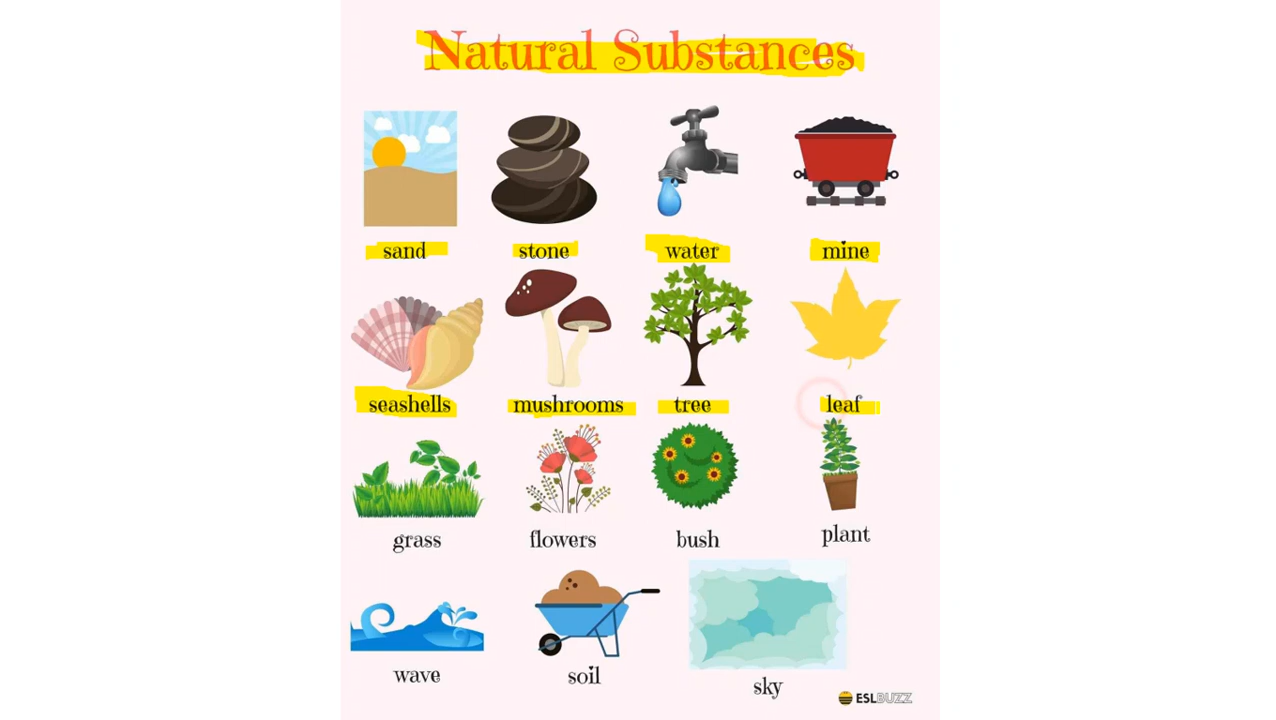 Natural Substances
sand stone water mine
seashells mushrooms tree leaf
grass flowers bush plant
wave soil sky
ESLBUZZ